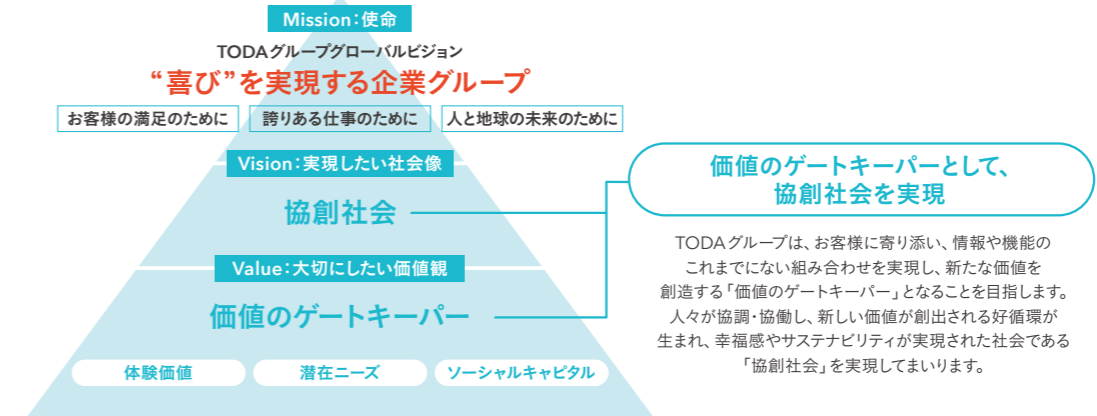 Mission：使命
TODAグループグローバルビジョン
“喜び”を実現する企業グループ
お客様の満足のために
誇りある仕事のために
人と地球の未来のために
Vision：実現したい社会像
協創社会
Value：大切にしたい価値観
価値のゲートキーパー
体験価値
潜在ニーズ
ソーシャルキャピタル
価値のゲートキーパーとして、
協創社会を実現
TODAグループは、お客様に寄り添い、情報や機能の
これまでにない組み合わせを実現し、新たな価値を
創造する「価値のゲートキーパー」となることを目指します。
人々が協調・協働し、新しい価値が創出される好循環が
生まれ、幸福感やサステナビリティが実現された社会である
「協創社会」を実現してまいります。